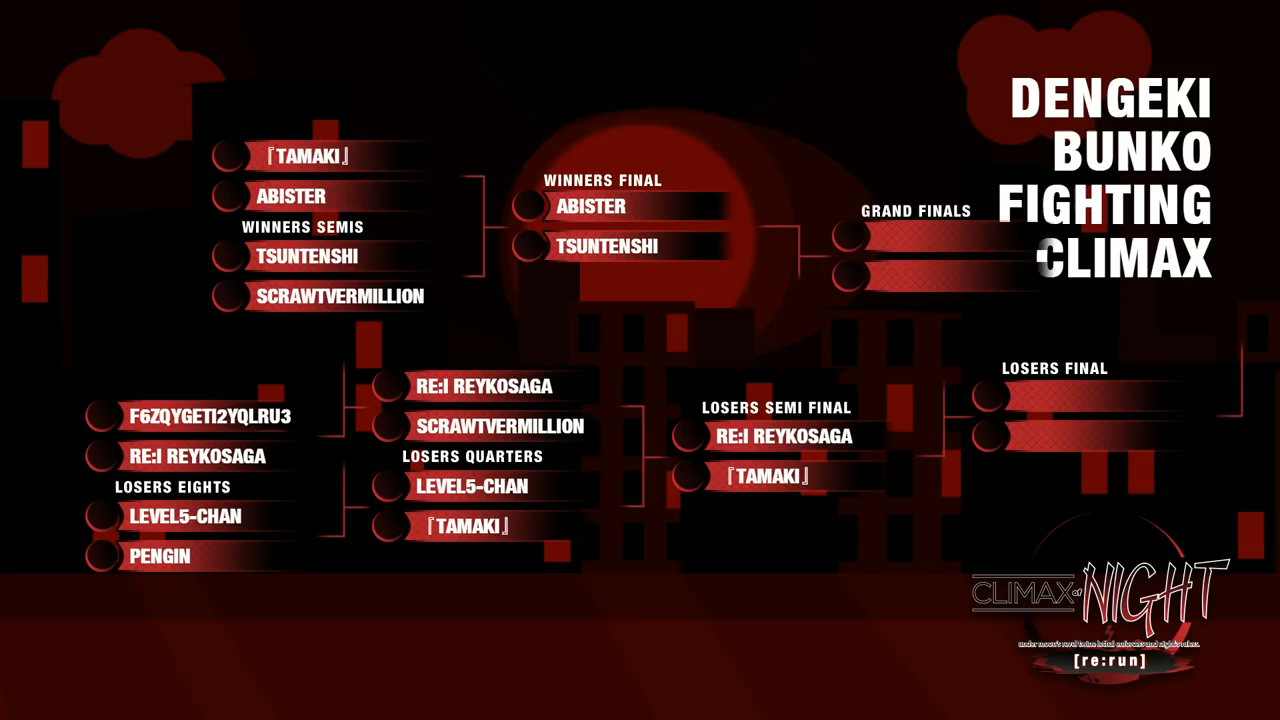 DENGEKI
BUNKO
FIGHTING
CLIMAX
『TAMAKI』
ABISTER
WINNERS SEMIS
TSUNTENSHI
SCRAWTVERMILLION
WINNERS FINAL
ABISTER
TSUNTENSHI
GRAND FINALS
F6ZQYGETI2YQLRU3
RE:I REYKOSAGA
LOSERS EIGHTS
LEVEL5-CHAN
PENGIN
RE:I REYKOSAGA
SCRAWTVERMILLION
LOSERS QUARTERS
LEVEL5-CHAN
『TAMAKI』
LOSERS SEMI FINAL
RE:I REYKOSAGA
『TAMAKI』
LOSERS FINAL
CLIMAX of NIGHT
[re:run]